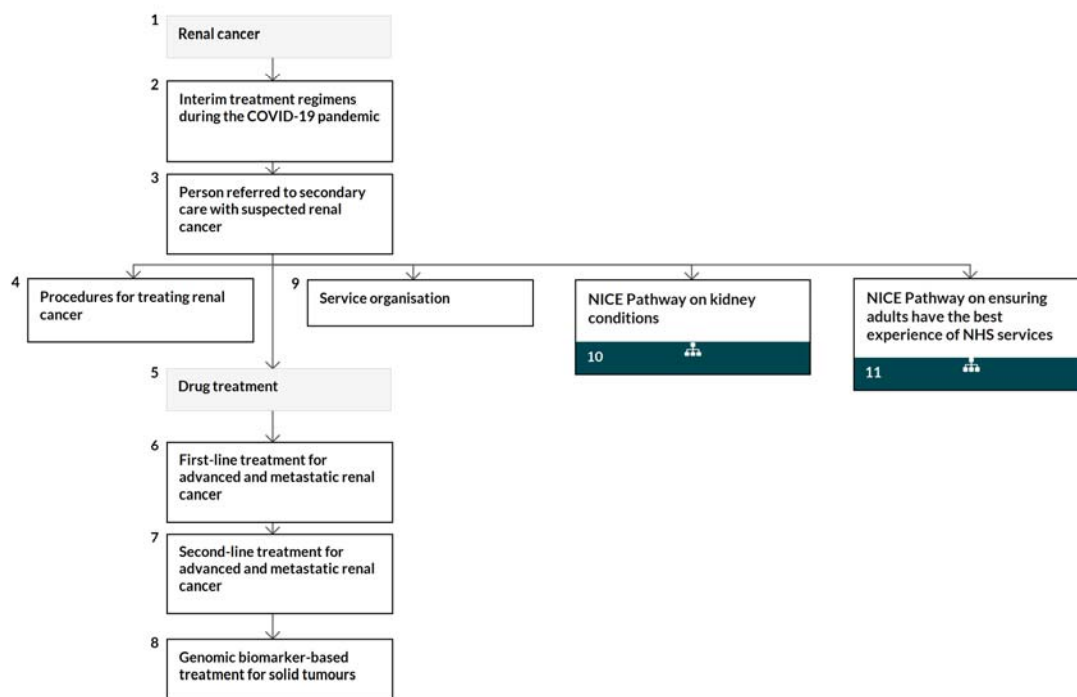 1
Renal cancer
2
Interim treatment regimens
during the COVID-19 pandemic
3
Person referred to secondary
care with suspected renal
cancer
4
Procedures for treating renal
cancer
5
Drug treatment
6
First-line treatment for
advanced and metastatic renal
cancer
7
Second-line treatment for
advanced and metastatic renal
cancer
8
Genomic biomarker-based
treatment for solid tumours
9
Service organisation
NICE Pathway on kidney
conditions
10
NICE Pathway on ensuring
adults have the best
experience of NHS services
11